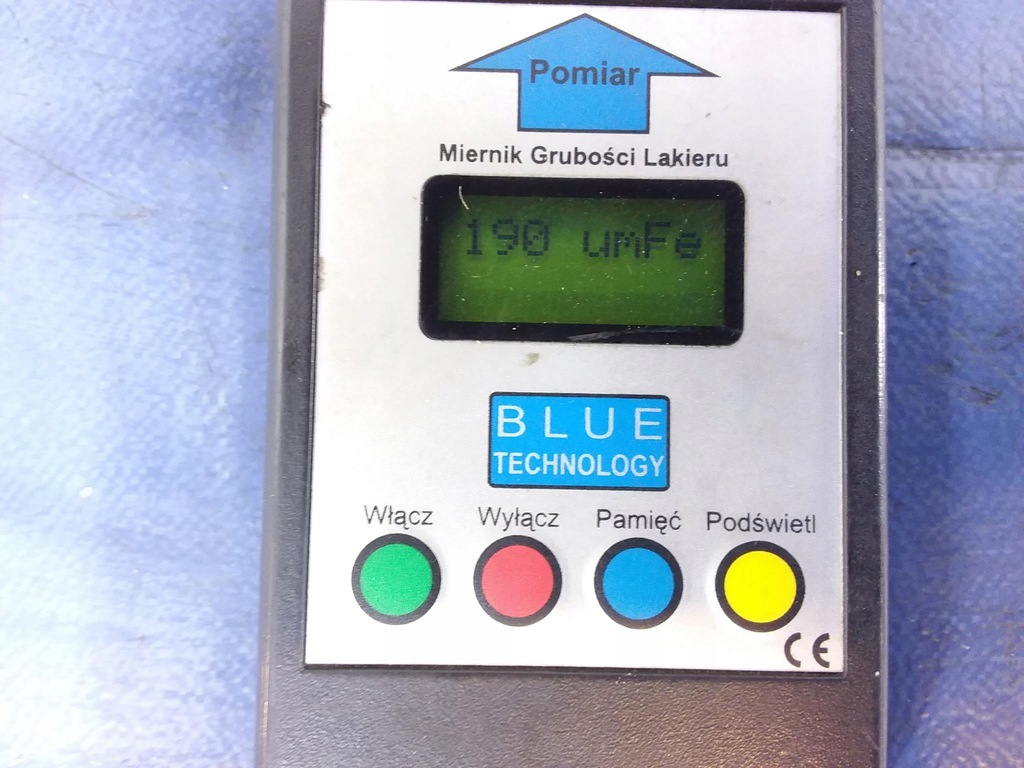 Pomiar
Miernik Grubości Lakieru
190 umFe
BLUE
TECHNOLOGY
Włącz Wyłącz Pamięć Podświetl
CE